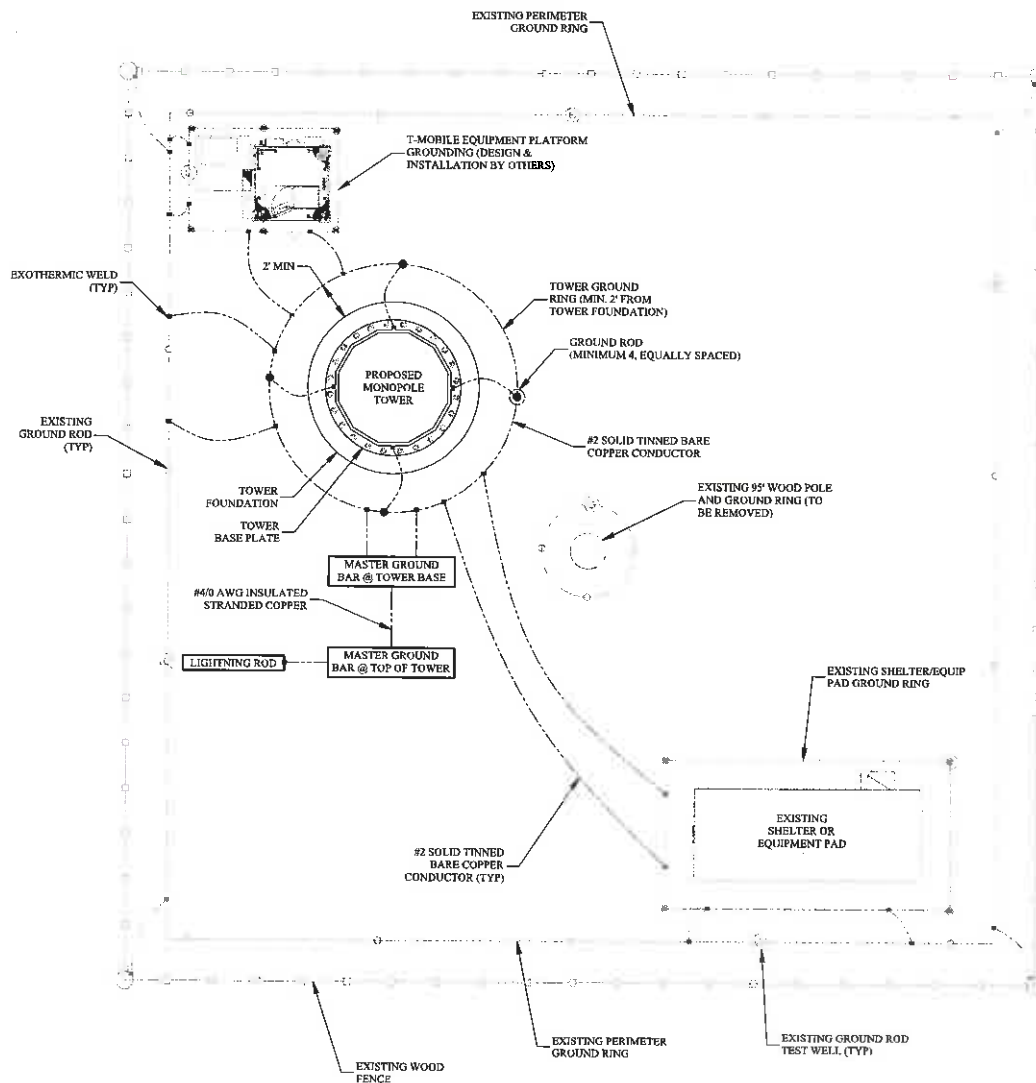 EXISTING PERIMETER
GROUND RING
T-MOBILE EQUIPMENT PLATFORM
GROUNDING (DESIGN &
INSTALLATION BY OTHERS)
2' MIN
EXOTHERMIC WELD
(TYP)
TOWER GROUND
RING (MIN. 2' FROM
TOWER FOUNDATION)
GROUND ROD
(MINIMUM 4, EQUALLY SPACED)
PROPOSED
MONOPOLE
TOWER
EXISTING
GROUND ROD
(TYP)
#2 SOLID TINNED BARE
COPPER CONDUCTOR
TOWER
FOUNDATION
EXISTING 95' WOOD POLE
AND GROUND RING (TO
BE REMOVED)
TOWER
BASE PLATE
MASTER GROUND
BAR @ TOWER BASE
#4/0 AWG INSULATED
STRANDED COPPER
LIGHTNING ROD
MASTER GROUND
BAR @ TOP OF TOWER
EXISTING SHELTER/EQUIP
PAD GROUND RING
EXISTING
SHELTER OR
EQUIPMENT PAD
#2 SOLID TINNED
BARE COPPER
CONDUCTOR (TYP)
EXISTING PERIMETER
GROUND RING
EXISTING GROUND ROD
TEST WELL (TYP)
EXISTING WOOD
FENCE